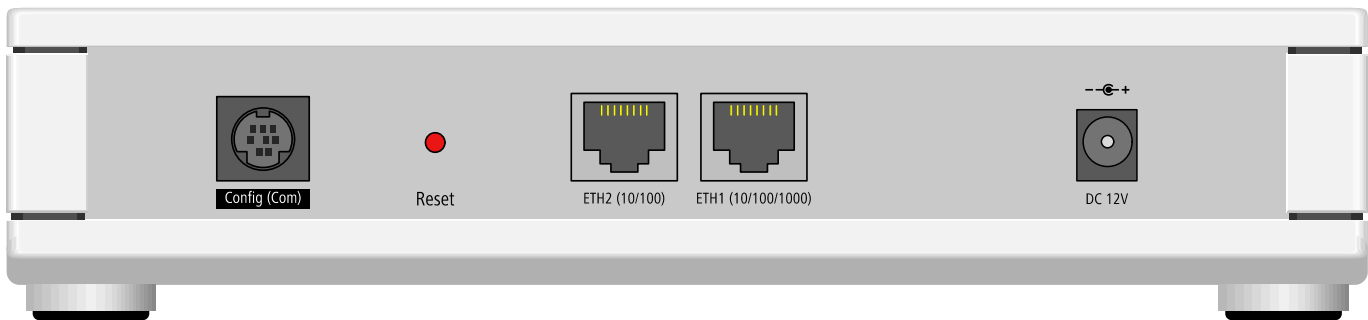 Config (Com)
Reset
ETH2 (10/100)
ETH1 (10/100/1000)
DC 12V